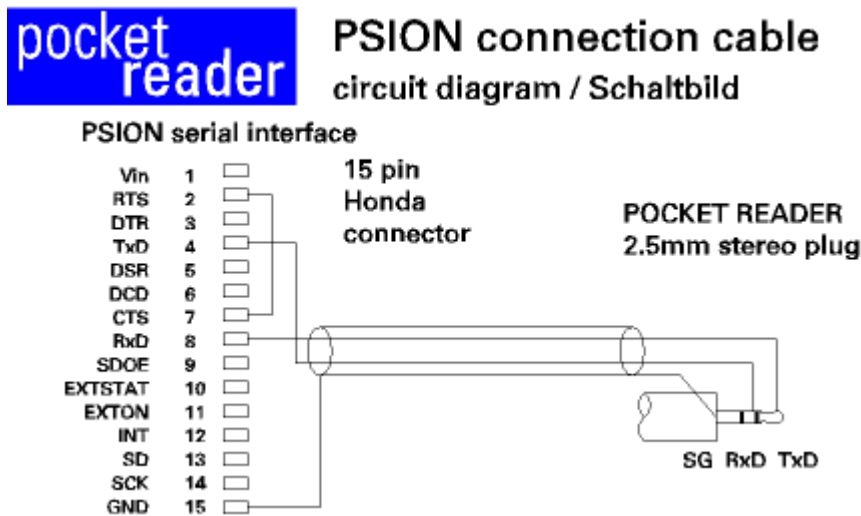 pocket
reader
PSION connection cable
circuit diagram / Schaltbild
PSION serial interface
Vin 1
RTS 2
DTR 3
TxD 4
DSR 5
DCD 6
CTS 7
RxD 8
SDOE 9
EXTSTAT 10
EXTON 11
INT 12
SD 13
SCK 14
GND 15
15 pin
Honda
connector
POCKET READER
2.5mm stereo plug
SG RxD TxD